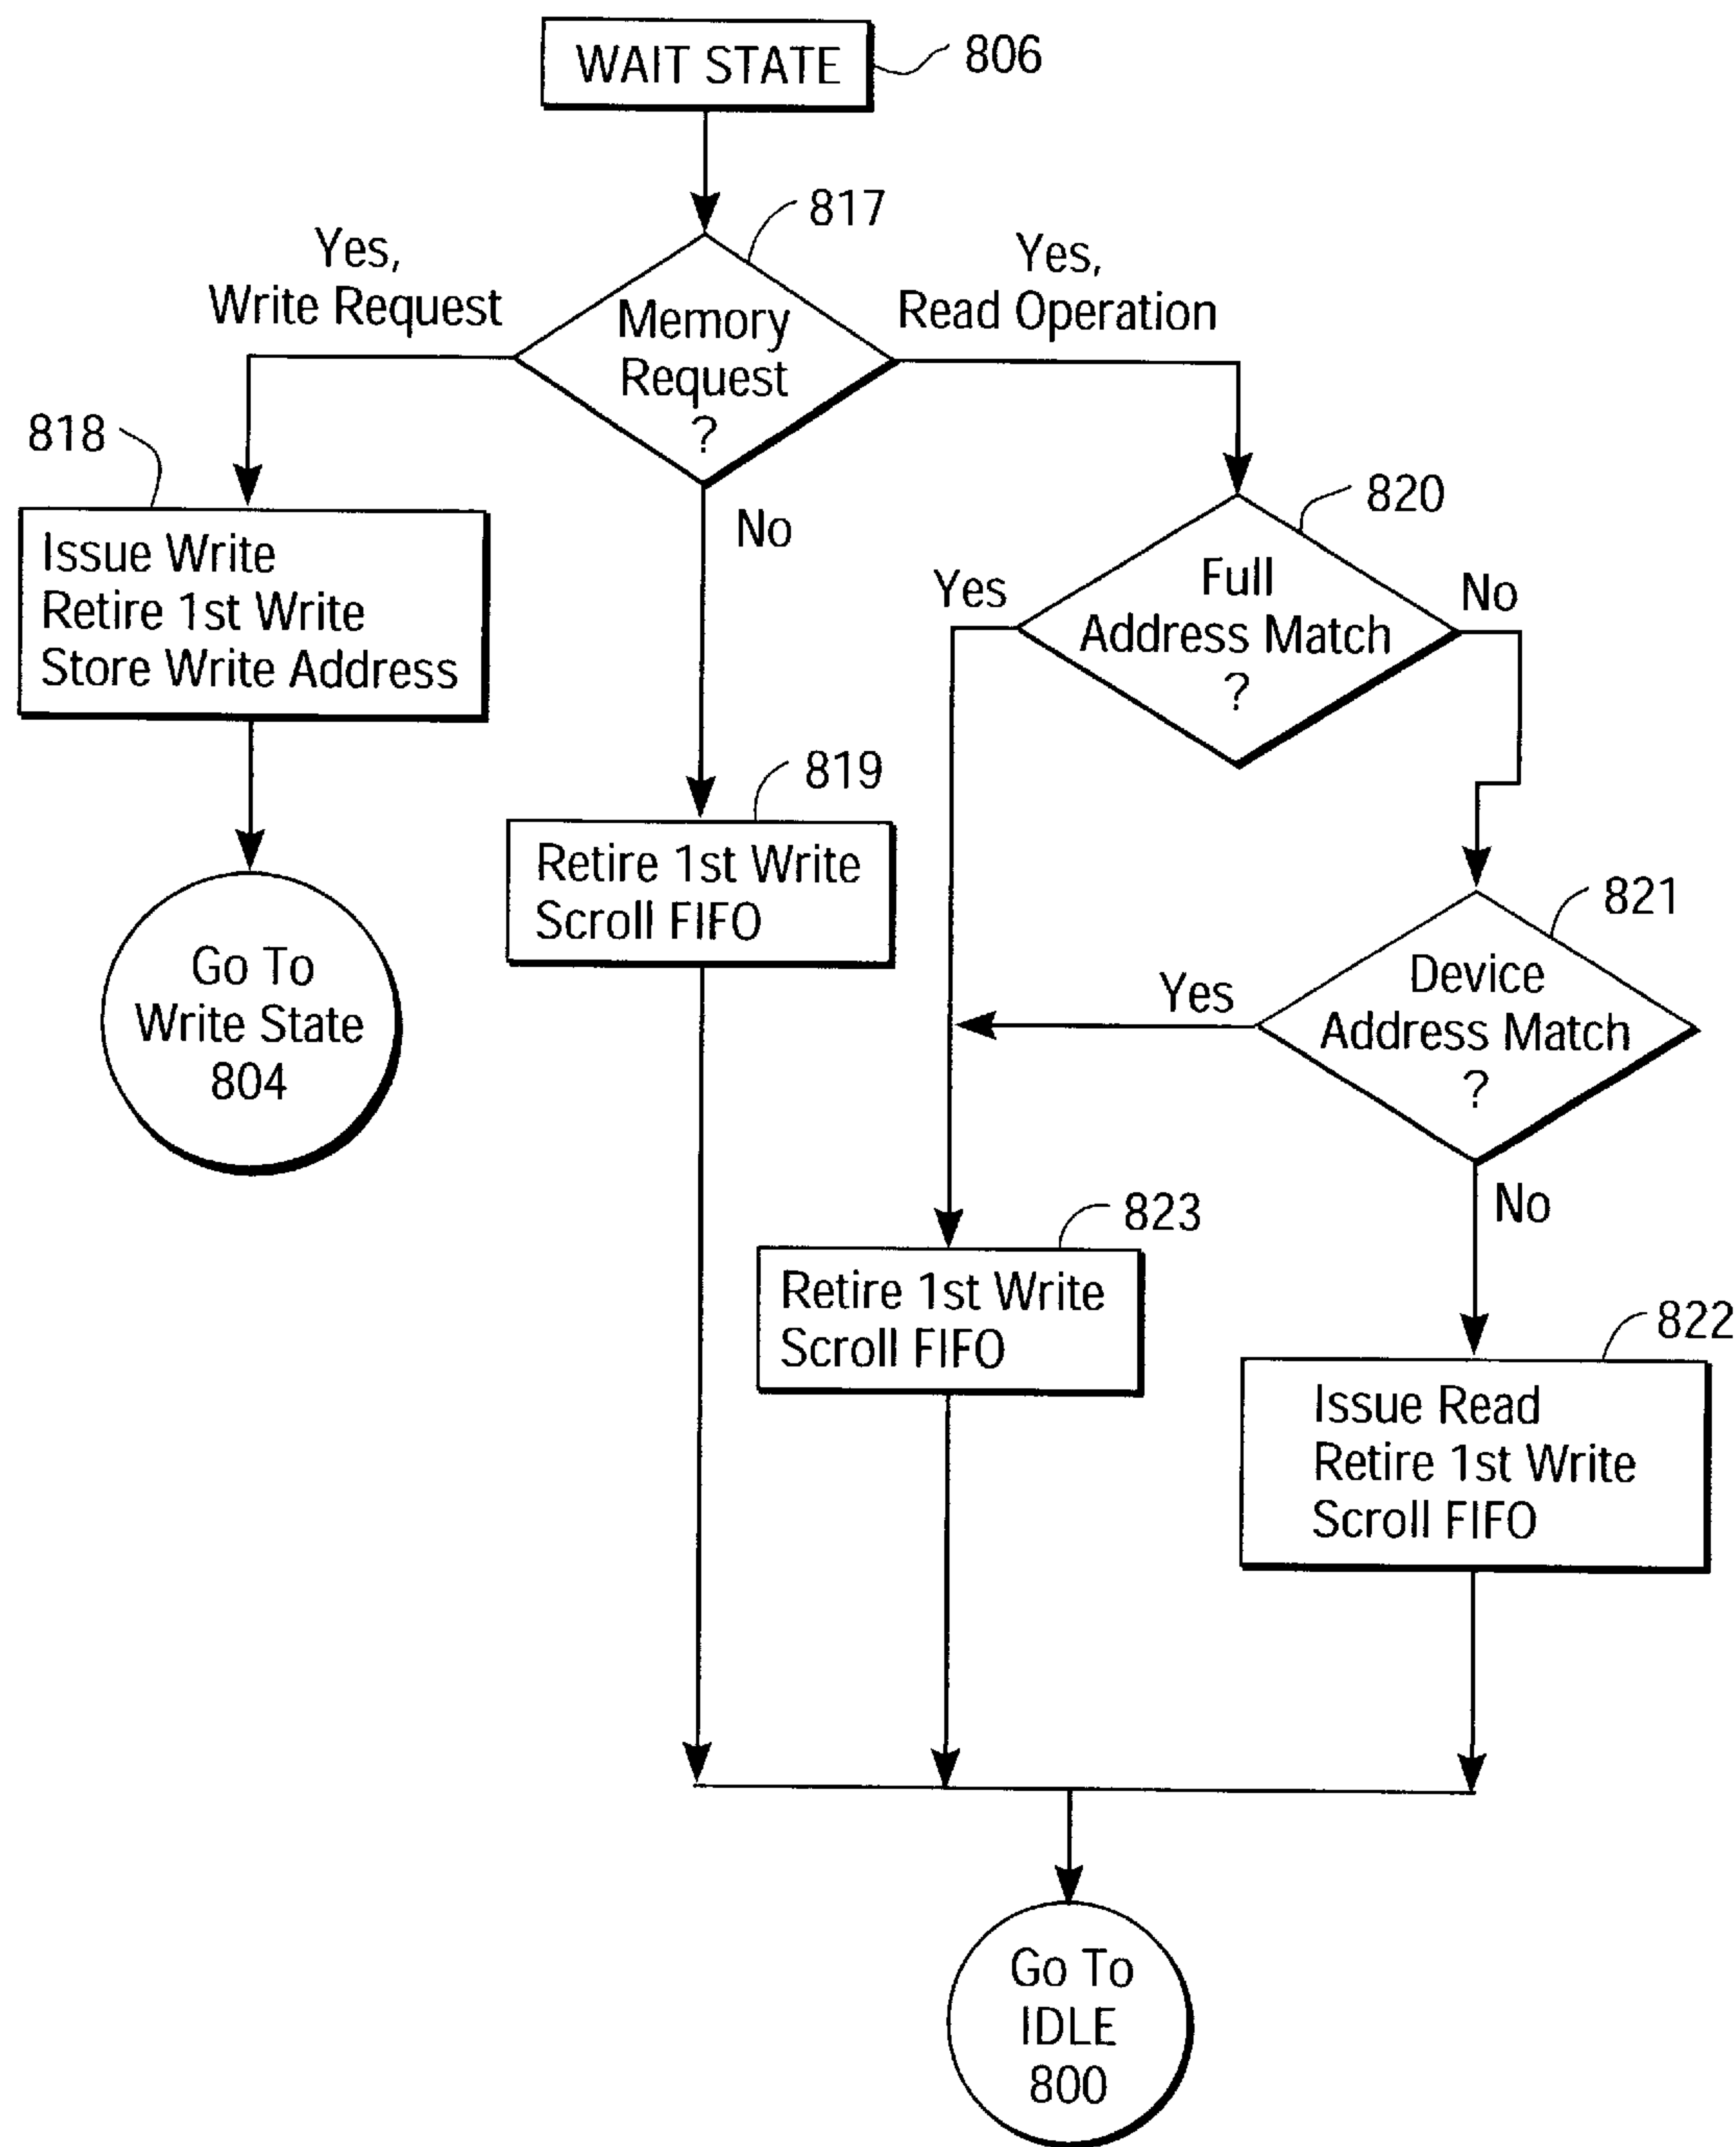 WAIT STATE
806
817
Yes,
Write Request
Memory
Request
?
Yes,
Read Operation
818
No
820
Issue Write
Retire 1st Write
Store Write Address
Yes
Full
Address Match
?
No
819
Retire 1st Write
Scroll FIFO
821
Go To
Write State
804
Yes
Device
Address Match
?
No
823
Retire 1st Write
Scroll FIFO
822
Issue Read
Retire 1st Write
Scroll FIFO
Go To
IDLE
800